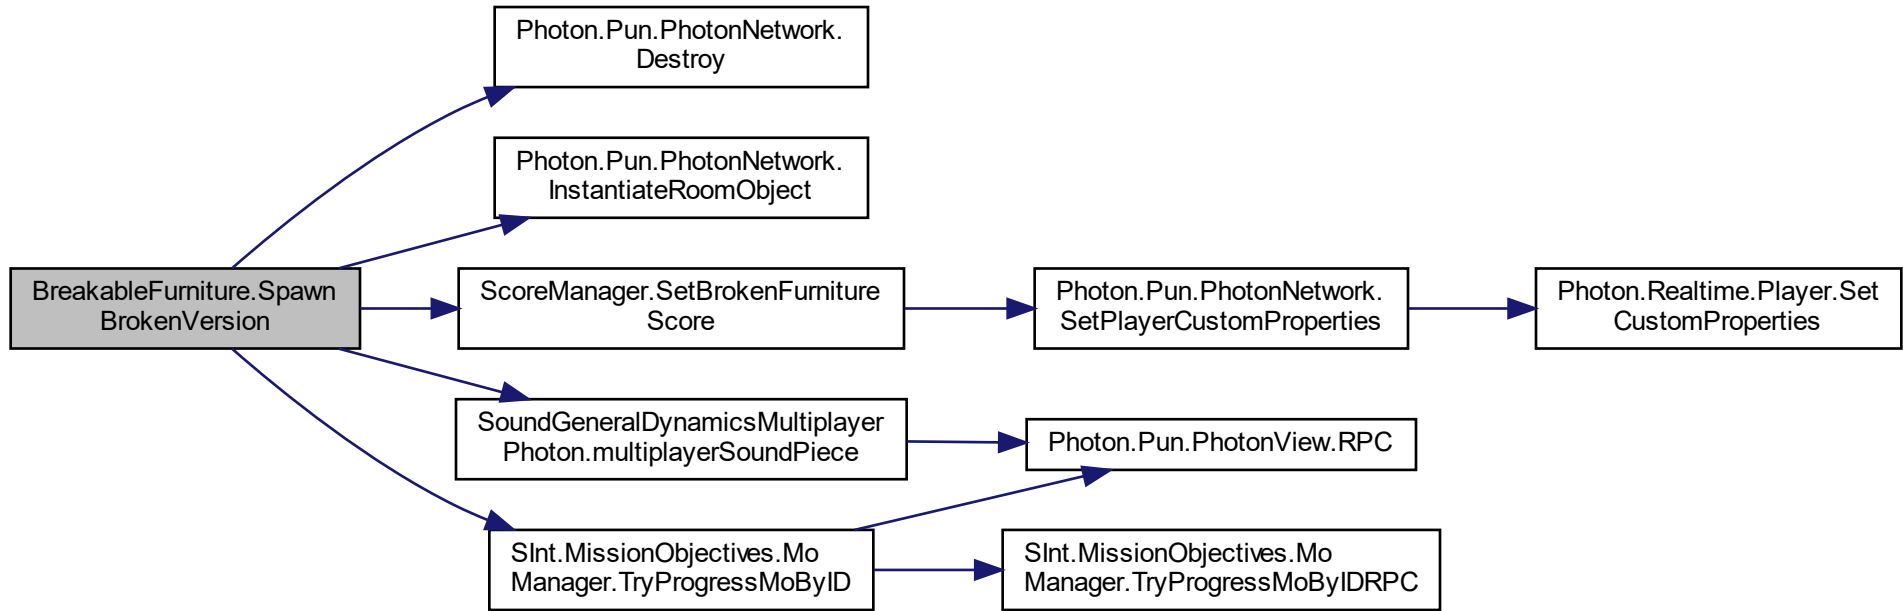 Photon.Pun.PhotonNetwork.
Destroy
Photon.Pun.PhotonNetwork.
InstantiateRoomObject
BreakableFurniture.Spawn
BrokenVersion
ScoreManager.SetBrokenFurniture
Score
Photon.Pun.PhotonNetwork.
SetPlayerCustomProperties
Photon.Realtime.Player.Set
CustomProperties
SoundGeneralDynamicsMultiplayer
Photon.multiplayerSoundPiece
Photon.Pun.PhotonView.RPC
SInt.MissionObjectives.Mo
Manager.TryProgressMoByID
SInt.MissionObjectives.Mo
Manager.TryProgressMoByIDRPC